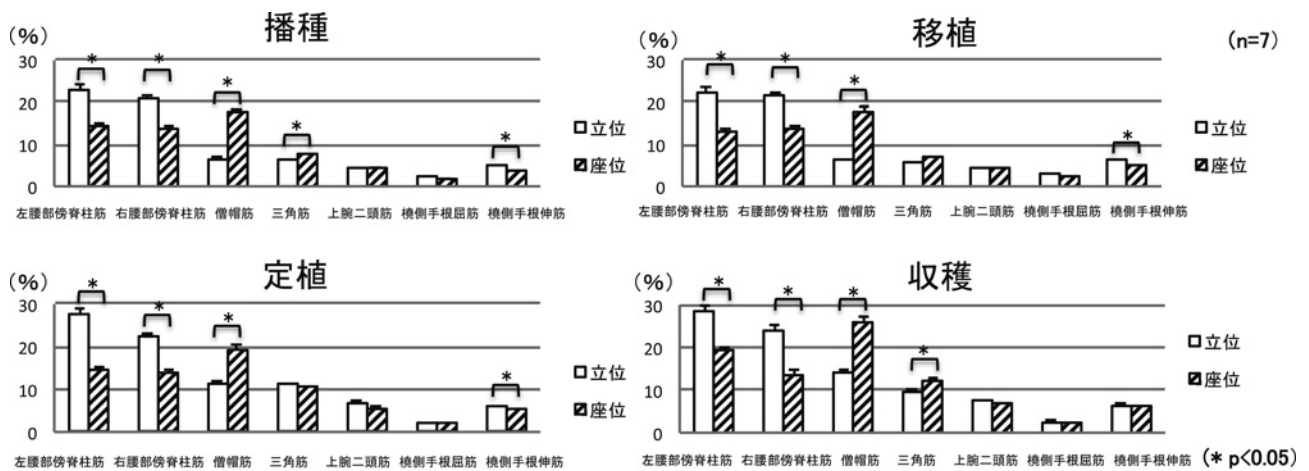 播種
(%)
30
20
10
0
* * * * *
立位
座位
左腰部傍脊柱筋 右腰部傍脊柱筋 僧帽筋 三角筋 上腕二頭筋 橈側手根屈筋 橈側手根伸筋
移植
(n=7)
(%)
30
20
10
0
* * * *
立位
座位
左腰部傍脊柱筋 右腰部傍脊柱筋 僧帽筋 三角筋 上腕二頭筋 橈側手根屈筋 橈側手根伸筋
定植
(%)
30
20
10
0
* * * *
立位
座位
左腰部傍脊柱筋 右腰部傍脊柱筋 僧帽筋 三角筋 上腕二頭筋 橈側手根屈筋 橈側手根伸筋
収穫
(%)
30
20
10
0
* * * *
立位
座位
左腰部傍脊柱筋 右腰部傍脊柱筋 僧帽筋 三角筋 上腕二頭筋 橈側手根屈筋 橈側手根伸筋
(* p<0.05)